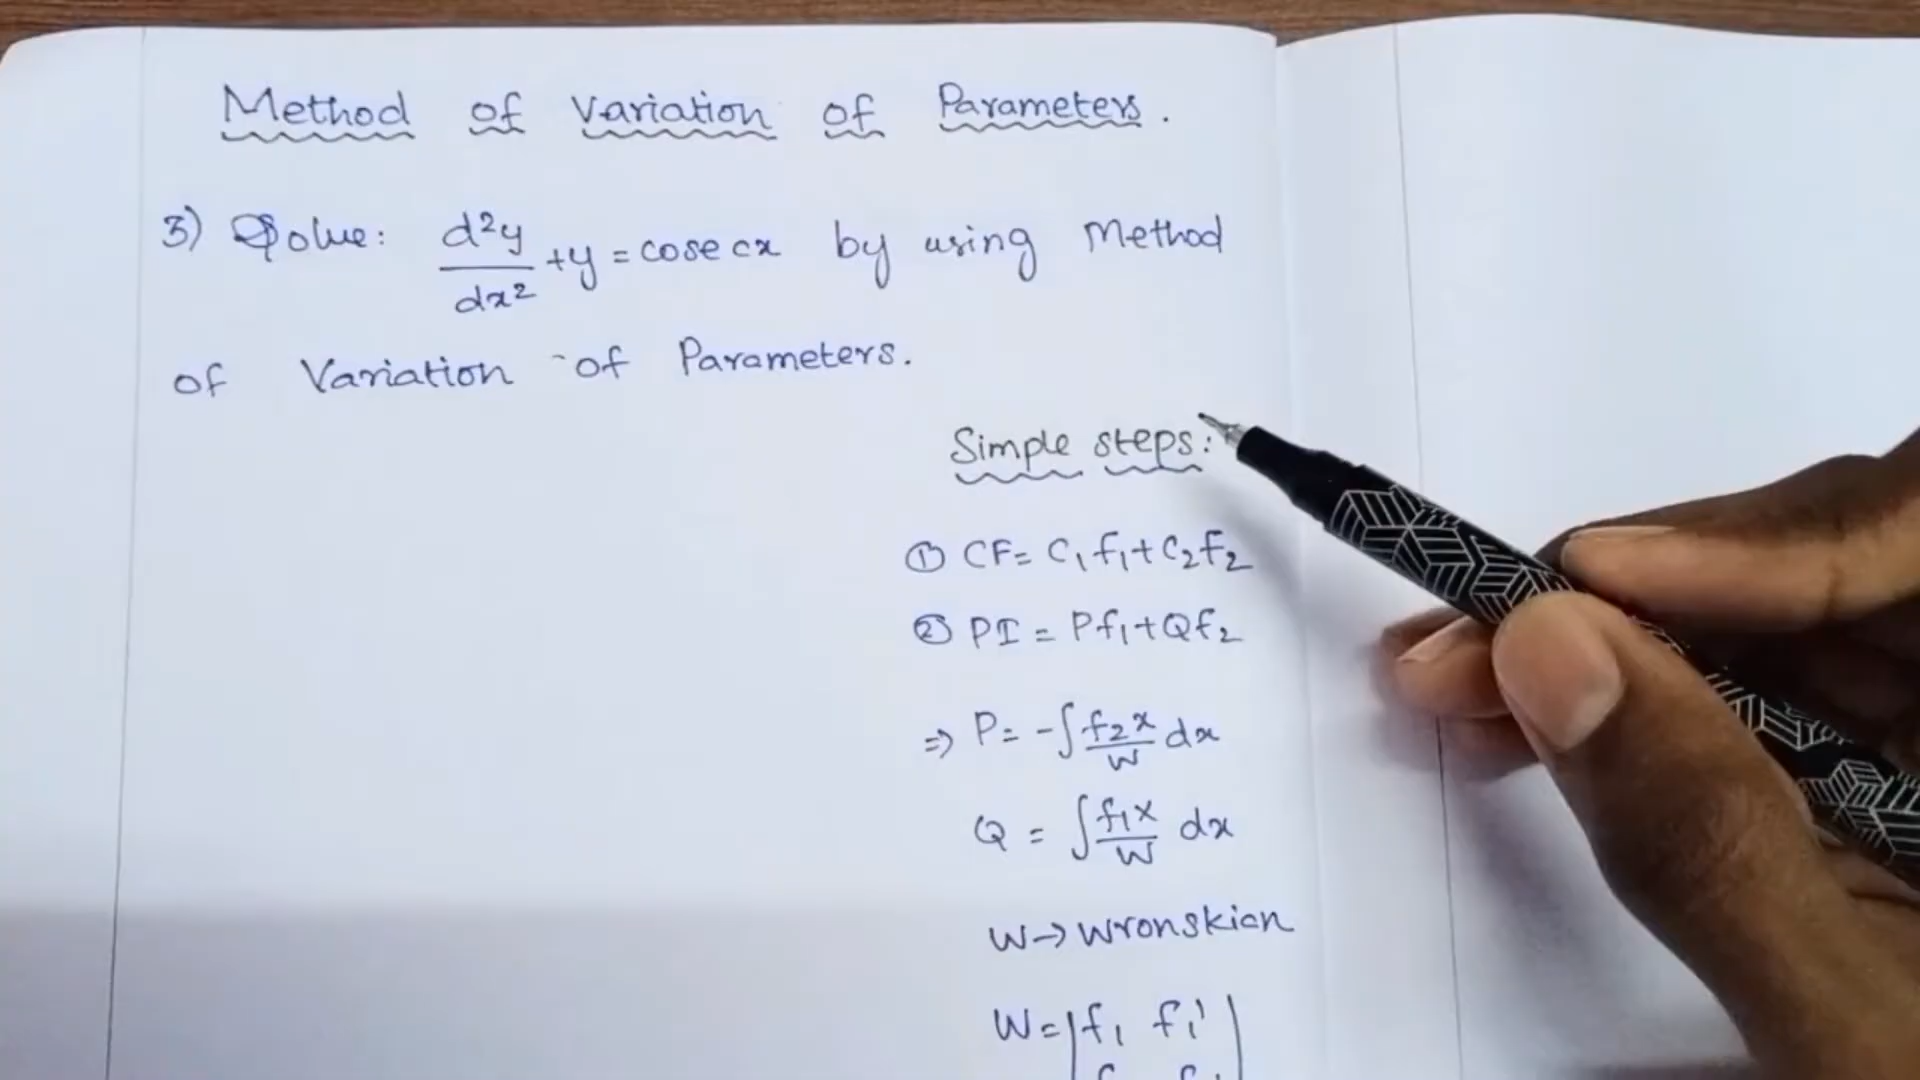 Method of Variation of Parameters.
3) Solve: d²y/dx² + y = cosecx by using Method
of Variation of Parameters.
Simple steps:
① CF = C₁f₁ + C₂f₂
② PI = Pf₁ + Qf₂
⇒ P = -∫ f₂x/W dx
Q = ∫ f₁x/W dx
W → Wronskian
W = | f₁ f₁' |